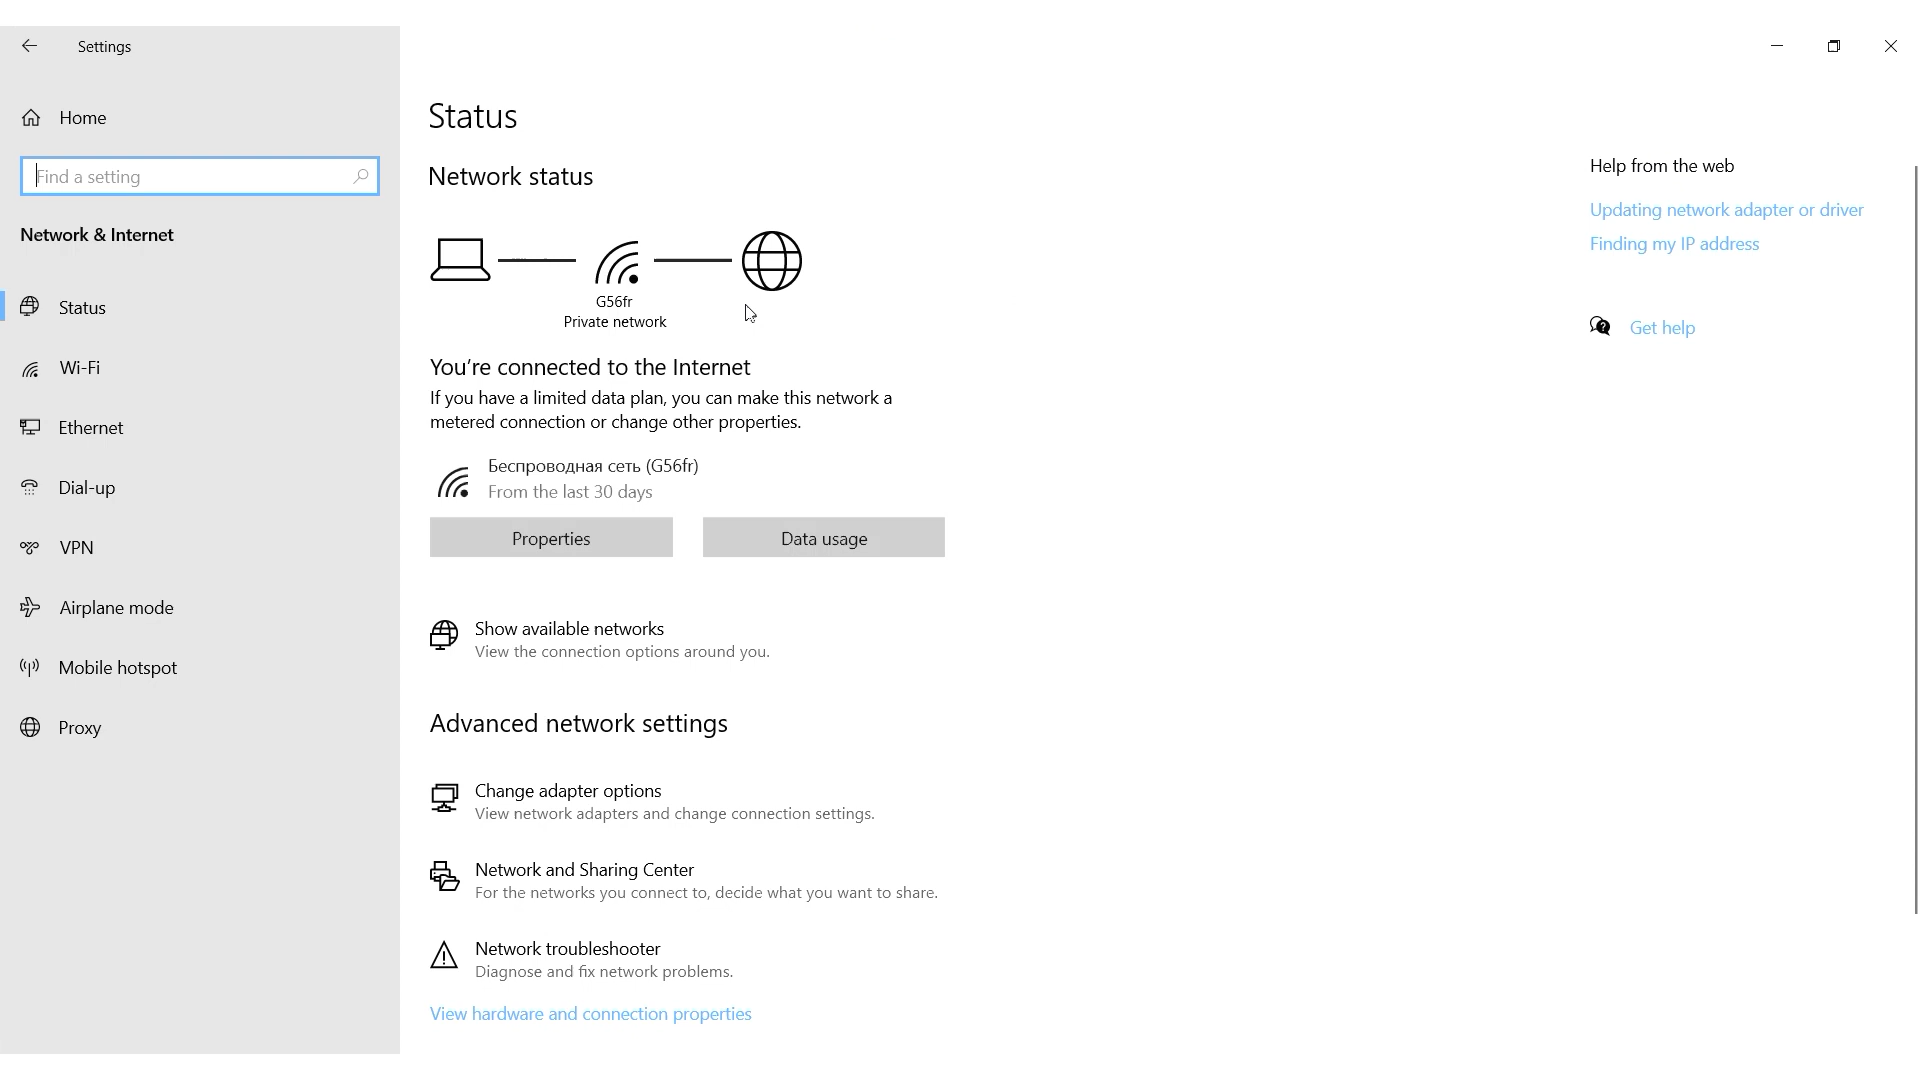 Settings
Home
Find a setting
Network & Internet
Status
Wi-Fi
Ethernet
Dial-up
VPN
Airplane mode
Mobile hotspot
Proxy
Status
Network status
G56fr
Private network
You’re connected to the Internet
If you have a limited data plan, you can make this network a
metered connection or change other properties.
Беспроводная сеть (G56fr)
From the last 30 days
Properties
Data usage
Show available networks
View the connection options around you.
Advanced network settings
Change adapter options
View network adapters and change connection settings.
Network and Sharing Center
For the networks you connect to, decide what you want to share.
Network troubleshooter
Diagnose and fix network problems.
View hardware and connection properties
Help from the web
Updating network adapter or driver
Finding my IP address
Get help